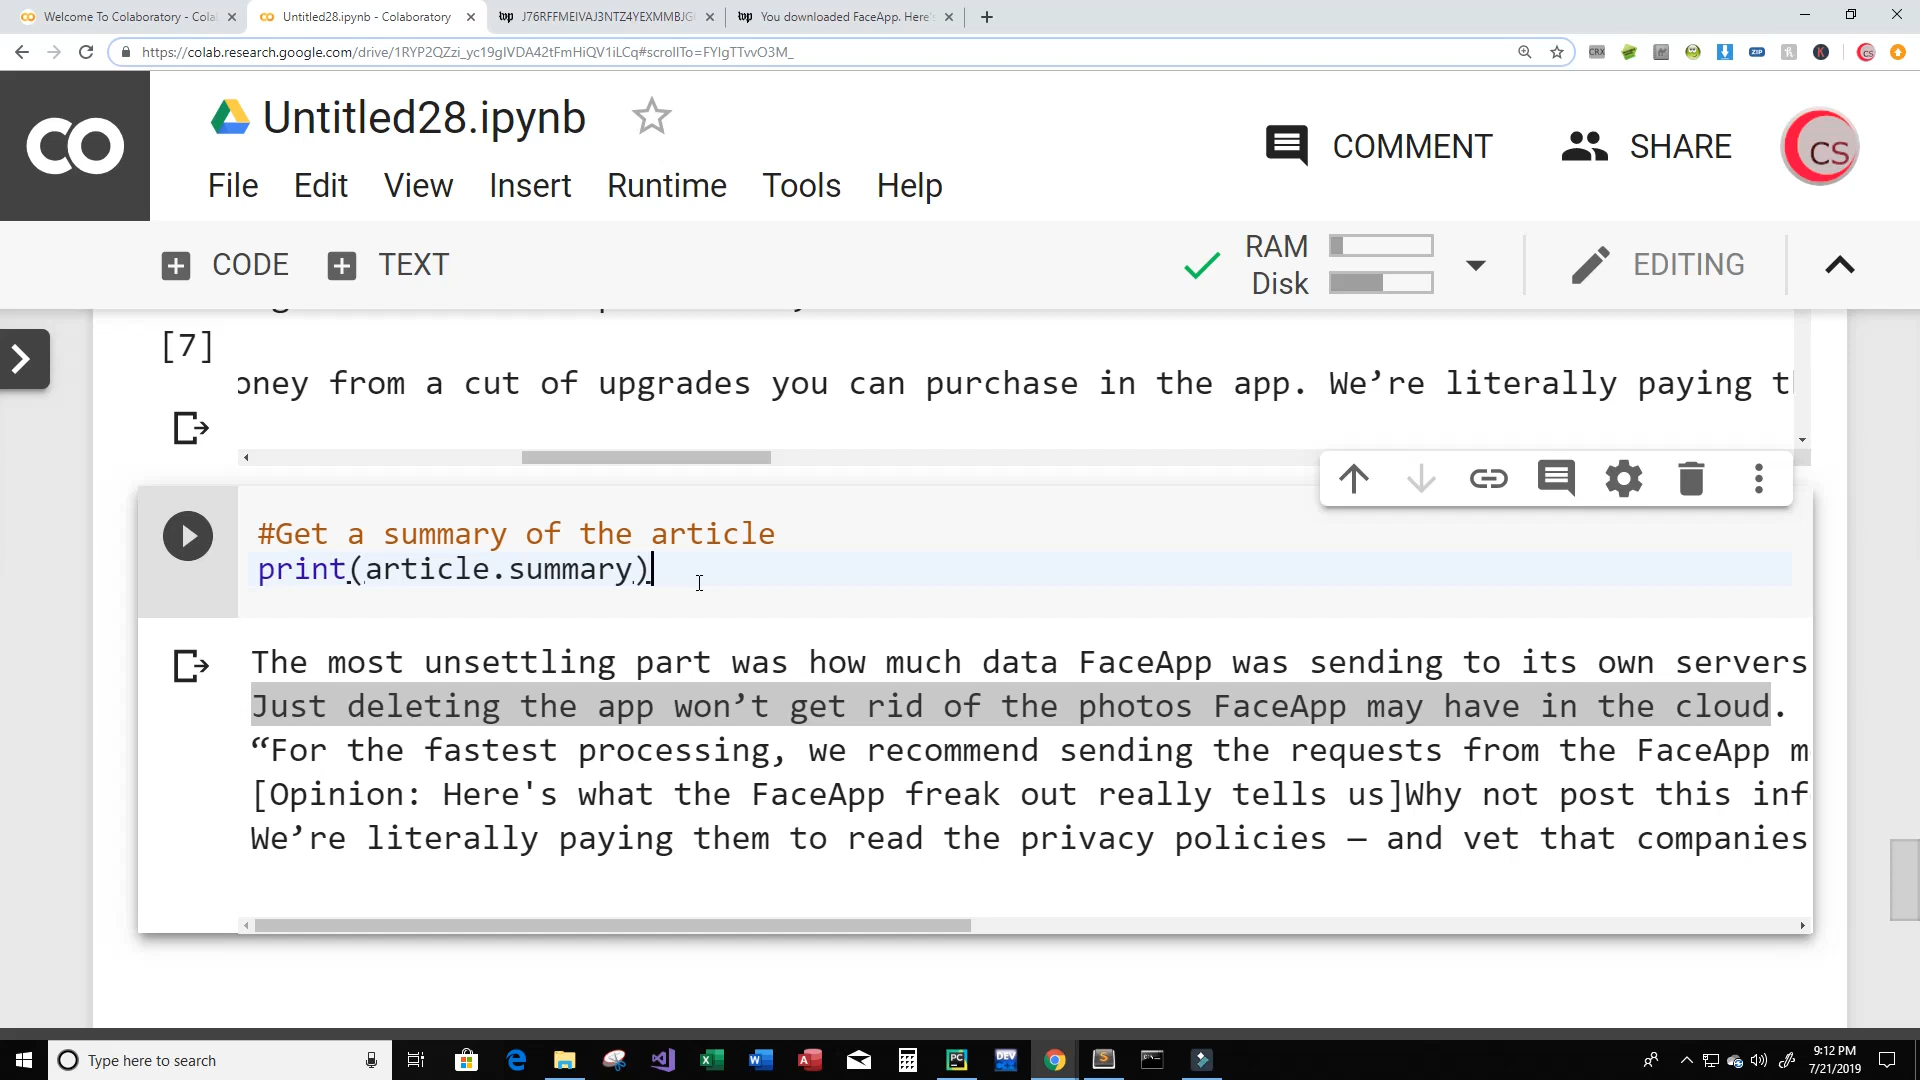 Welcome To Colaboratory - Cola
Untitled28.ipynb - Colaboratory
J76RFFMEIVAJ3NTZ4YEXMMBJG
You downloaded FaceApp. Here'
https://colab.research.google.com/drive/1RYP2QZzi_yc19gIVDA42tFmHiQV1iLCq#scrollTo=FYlgTTvvO3M_
CO
Untitled28.ipynb
COMMENT
SHARE
CS
File Edit View Insert Runtime Tools Help
CODE TEXT
RAM
Disk
EDITING
[7]
oney from a cut of upgrades you can purchase in the app. We’re literally paying th
#Get a summary of the article
print(article.summary)
The most unsettling part was how much data FaceApp was sending to its own servers
Just deleting the app won’t get rid of the photos FaceApp may have in the cloud.
“For the fastest processing, we recommend sending the requests from the FaceApp m
[Opinion: Here's what the FaceApp freak out really tells us]Why not post this inf
We’re literally paying them to read the privacy policies — and vet that companies
Type here to search
9:12 PM
7/21/2019